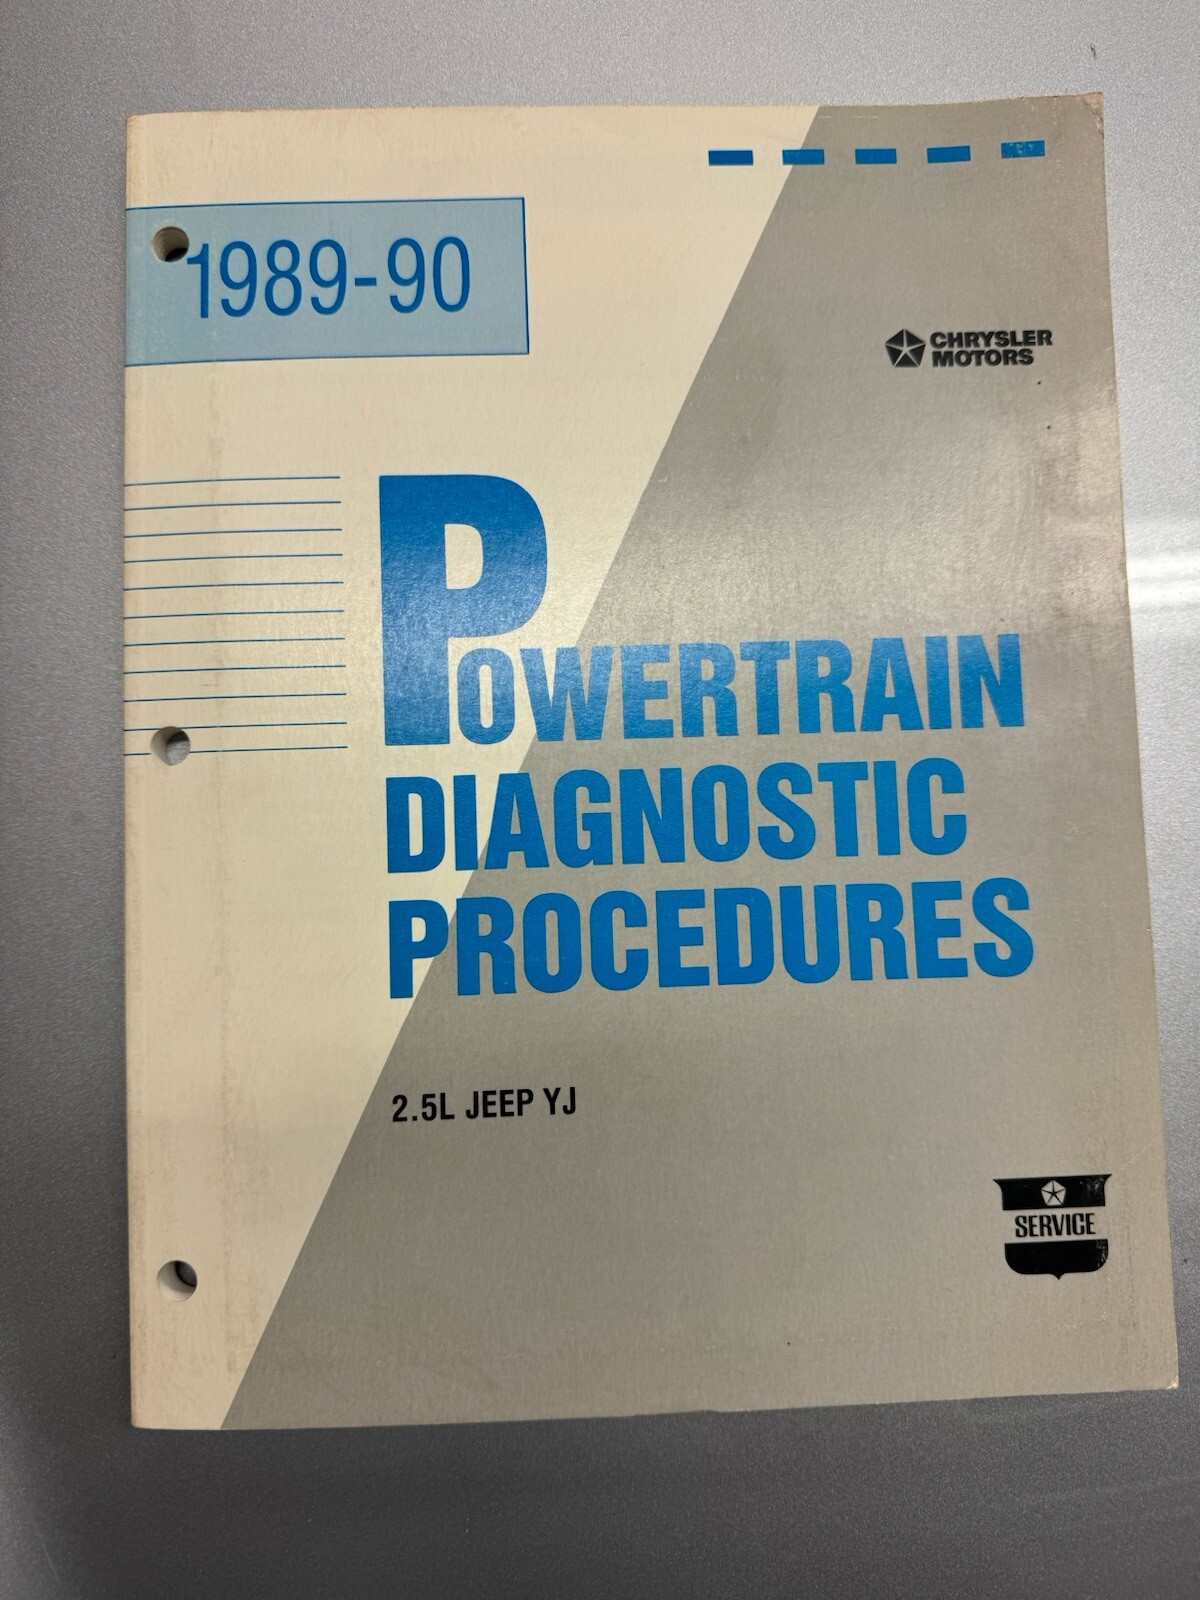 1989-90
CHRYSLER
MOTORS
POWERTRAIN
DIAGNOSTIC
PROCEDURES
2.5L JEEP YJ
SERVICE